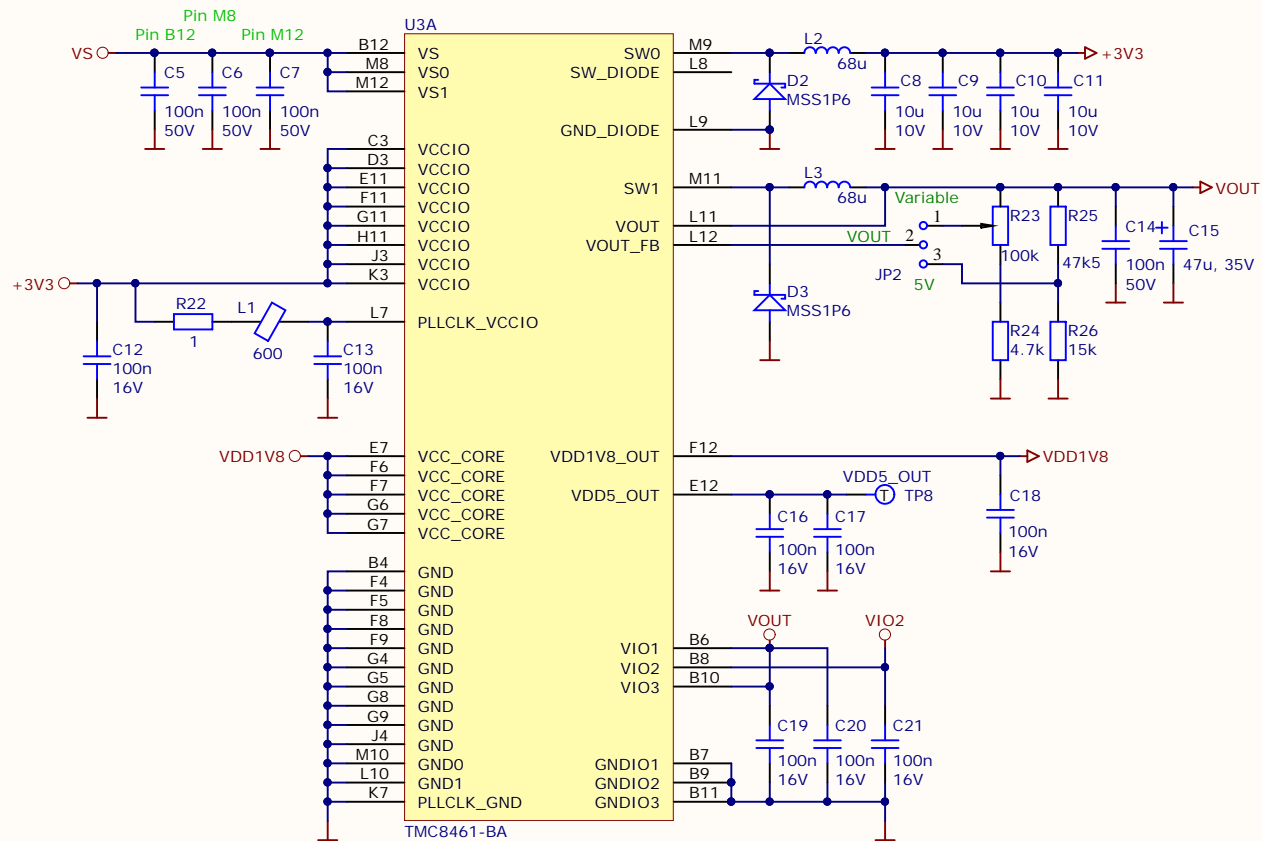 Pin M8
Pin B12
Pin M12
U3A
VS
C5
100n
50V
C6
100n
50V
C7
100n
50V
B12 VS
M8 VS0
M12 VS1
C3 VCCIO
D3 VCCIO
E11 VCCIO
F11 VCCIO
G11 VCCIO
H11 VCCIO
J3 VCCIO
K3 VCCIO
+3V3
R22
1
L1
600
L7 PLLCLK_VCCIO
C12
100n
16V
C13
100n
16V
VDD1V8
E7 VCC_CORE
F6 VCC_CORE
F7 VCC_CORE
G6 VCC_CORE
G7 VCC_CORE
B4 GND
F4 GND
F5 GND
F8 GND
F9 GND
G4 GND
G5 GND
G8 GND
G9 GND
J4 GND
M10 GND0
L10 GND1
K7 PLLCLK_GND
TMC8461-BA
SW0 M9
SW_DIODE L8
GND_DIODE L9
SW1 M11
VOUT L11
VOUT_FB L12
VDD1V8_OUT F12
VDD5_OUT E12
VIO1 B6
VIO2 B8
VIO3 B10
GNDIO1 B7
GNDIO2 B9
GNDIO3 B11
L2
68u
D2
MSS1P6
C8
10u
10V
C9
10u
10V
C10
10u
10V
C11
10u
10V
+3V3
L3
68u
D3
MSS1P6
Variable
VOUT
1
2
3
JP2
5V
R23
100k
R25
47k5
R24
4.7k
R26
15k
C14
100n
50V
+
C15
47u, 35V
VOUT
VDD1V8
C18
100n
16V
VDD5_OUT
T
TP8
C16
100n
16V
C17
100n
16V
VOUT
VIO2
C19
100n
16V
C20
100n
16V
C21
100n
16V